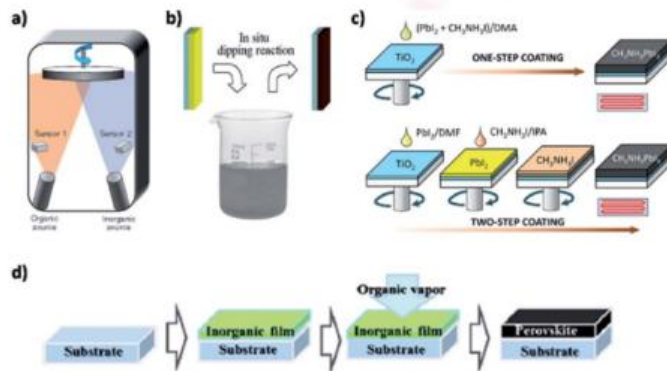 a)
Sensor 1
Sensor 2
Organic
source
Inorganic
source
b)
In situ
dipping reaction
c)
(PbI₂ + CH₃NH₃I)/DMA
TiO₂
ONE-STEP COATING
CH₃NH₃PbI₃
PbI₂/DMF
CH₃NH₃I/IPA
TiO₂
PbI₂
CH₃NH₃I
CH₃NH₃PbI₃
TWO-STEP COATING
d)
Organic
vapor
Substrate
Inorganic film
Substrate
Inorganic film
Substrate
Perovskite
Substrate